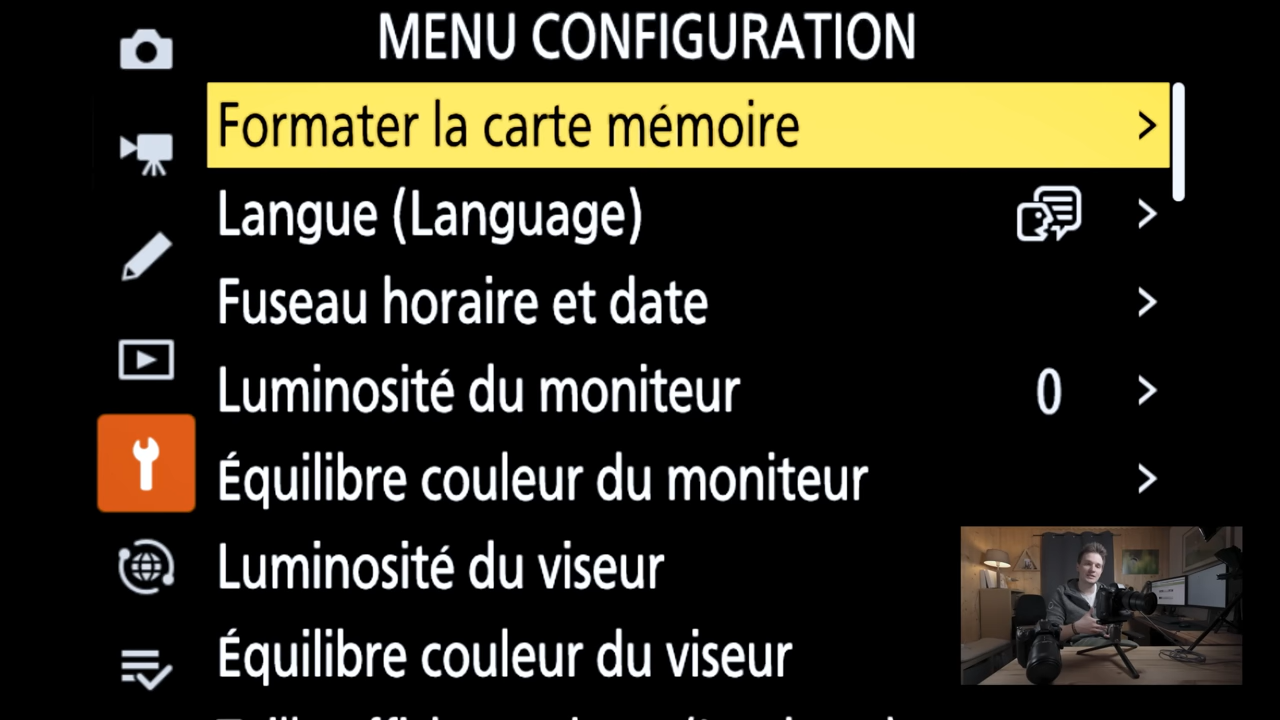 MENU CONFIGURATION
Formater la carte mémoire >
Langue (Language) >
Fuseau horaire et date >
Luminosité du moniteur 0 >
Équilibre couleur du moniteur >
Luminosité du viseur
Équilibre couleur du viseur